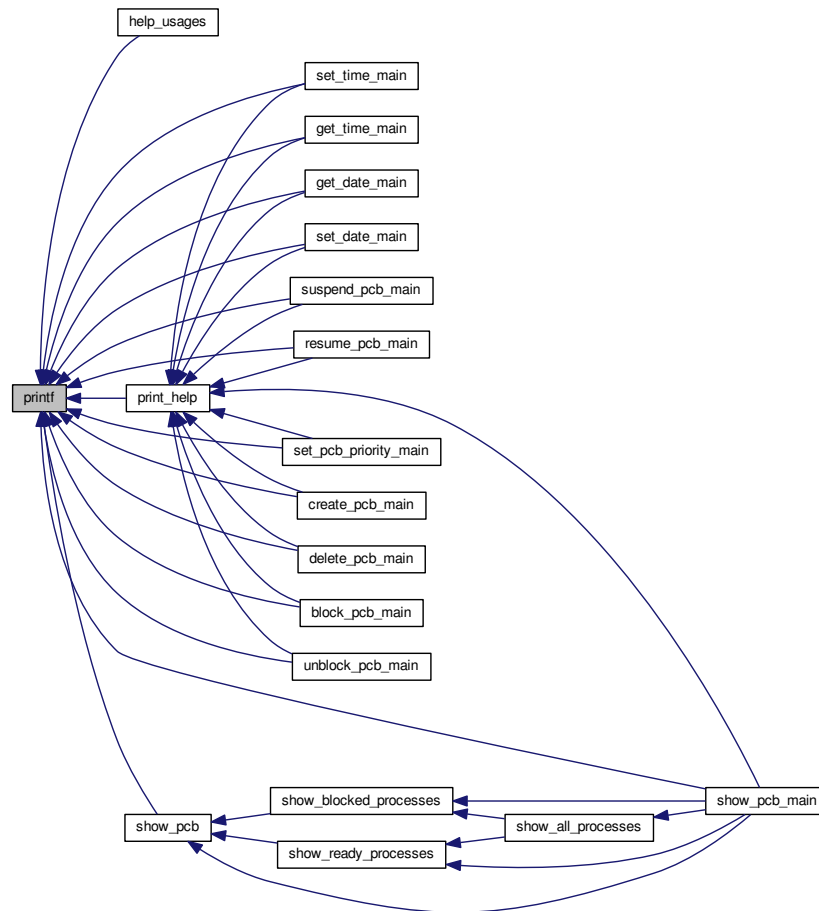 help_usages
set_time_main
get_time_main
get_date_main
set_date_main
suspend_pcb_main
resume_pcb_main
printf
print_help
set_pcb_priority_main
create_pcb_main
delete_pcb_main
block_pcb_main
unblock_pcb_main
show_blocked_processes
show_pcb_main
show_pcb
show_all_processes
show_ready_processes